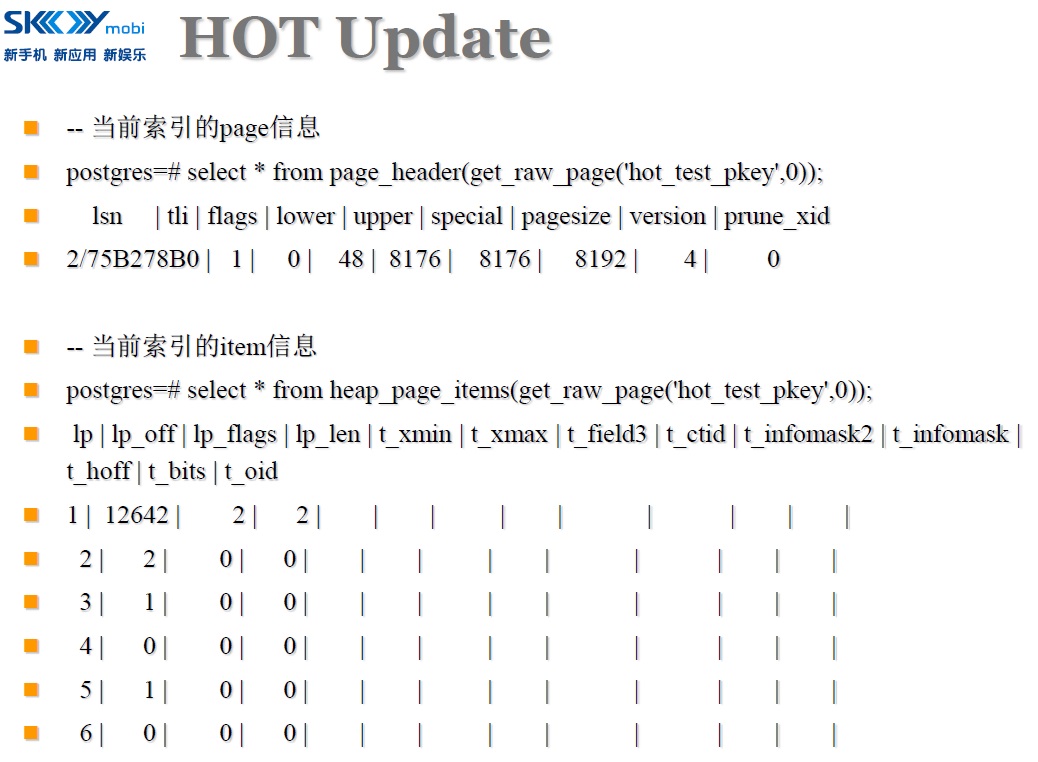 SKYmobi
新手机 新应用 新娱乐
HOT Update
-- 当前索引的page信息
postgres=# select * from page_header(get_raw_page('hot_test_pkey',0));
lsn | tli | flags | lower | upper | special | pagesize | version | prune_xid
2/75B278B0 | 1 | 0 | 48 | 8176 | 8176 | 8192 | 4 | 0
-- 当前索引的item信息
postgres=# select * from heap_page_items(get_raw_page('hot_test_pkey',0));
lp | lp_off | lp_flags | lp_len | t_xmin | t_xmax | t_field3 | t_ctid | t_infomask2 | t_infomask |
t_hoff | t_bits | t_oid
1 | 12642 | 2 | 2 | | | | | | | | |
2 | 2 | 0 | 0 | | | | | | | | |
3 | 1 | 0 | 0 | | | | | | | | |
4 | 0 | 0 | 0 | | | | | | | | |
5 | 1 | 0 | 0 | | | | | | | | |
6 | 0 | 0 | 0 | | | | | | | | |